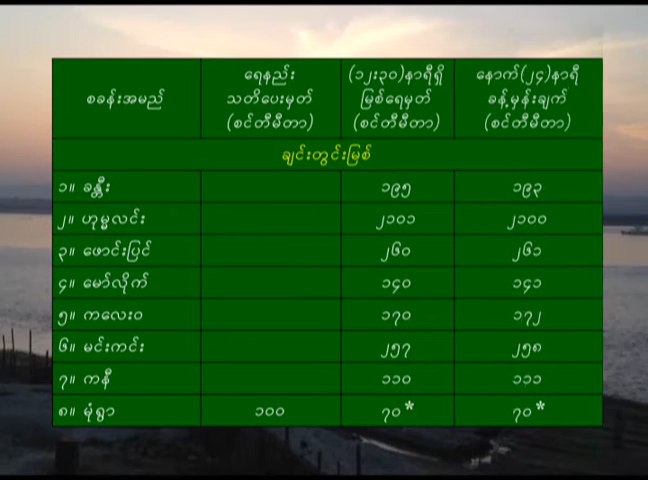 စခန်းအမည် ရေနည်း သတိပေးမှတ် (စင်တီမီတာ) (၁၂း၃၀)နာရီရှိ မြစ်ရေမှတ် (စင်တီမီတာ) နောက်(၂၄)နာရီ ခန့်မှန်းချက် (စင်တီမီတာ)
ချင်းတွင်းမြစ်
၁။ ခန္တီး ၁၉၅ ၁၉၃
၂။ ဟုမ္မလင်း ၂၁၀၁ ၂၁၀၀
၃။ ဖောင်းပြင် ၂၆၀ ၂၆၁
၄။ မော်လိုက် ၁၄၀ ၁၄၁
၅။ ကလေးဝ ၁၇၀ ၁၇၂
၆။ မင်းကင်း ၂၅၇ ၂၅၈
၇။ ကနီ ၁၁၀ ၁၁၁
၈။ မုံရွာ ၁၀၀ ၇၀* ၇၀*